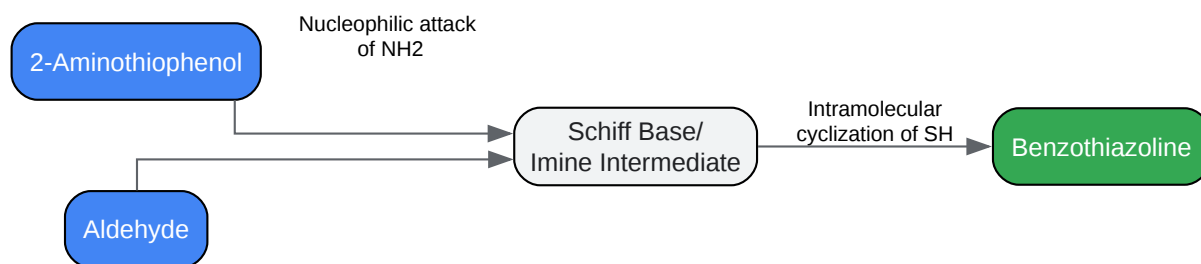 Nucleophilic attack
of NH2
2-Aminothiophenol
Intramolecular
cyclization of SH
Schiff Base/
Imine Intermediate
Benzothiazoline
Aldehyde